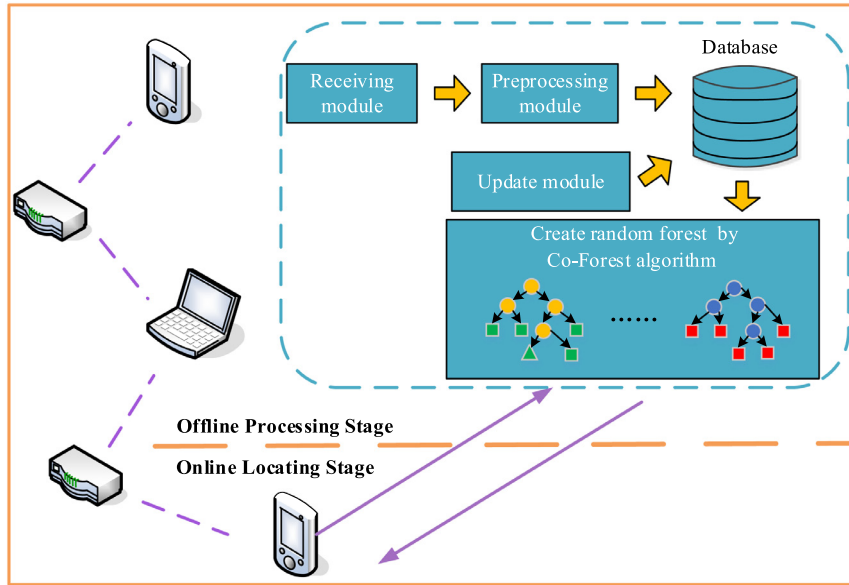 Database
Receiving
module
Preprocessing
module
Update module
Create random forest by
Co-Forest algorithm
......
Offline Processing Stage
Online Locating Stage